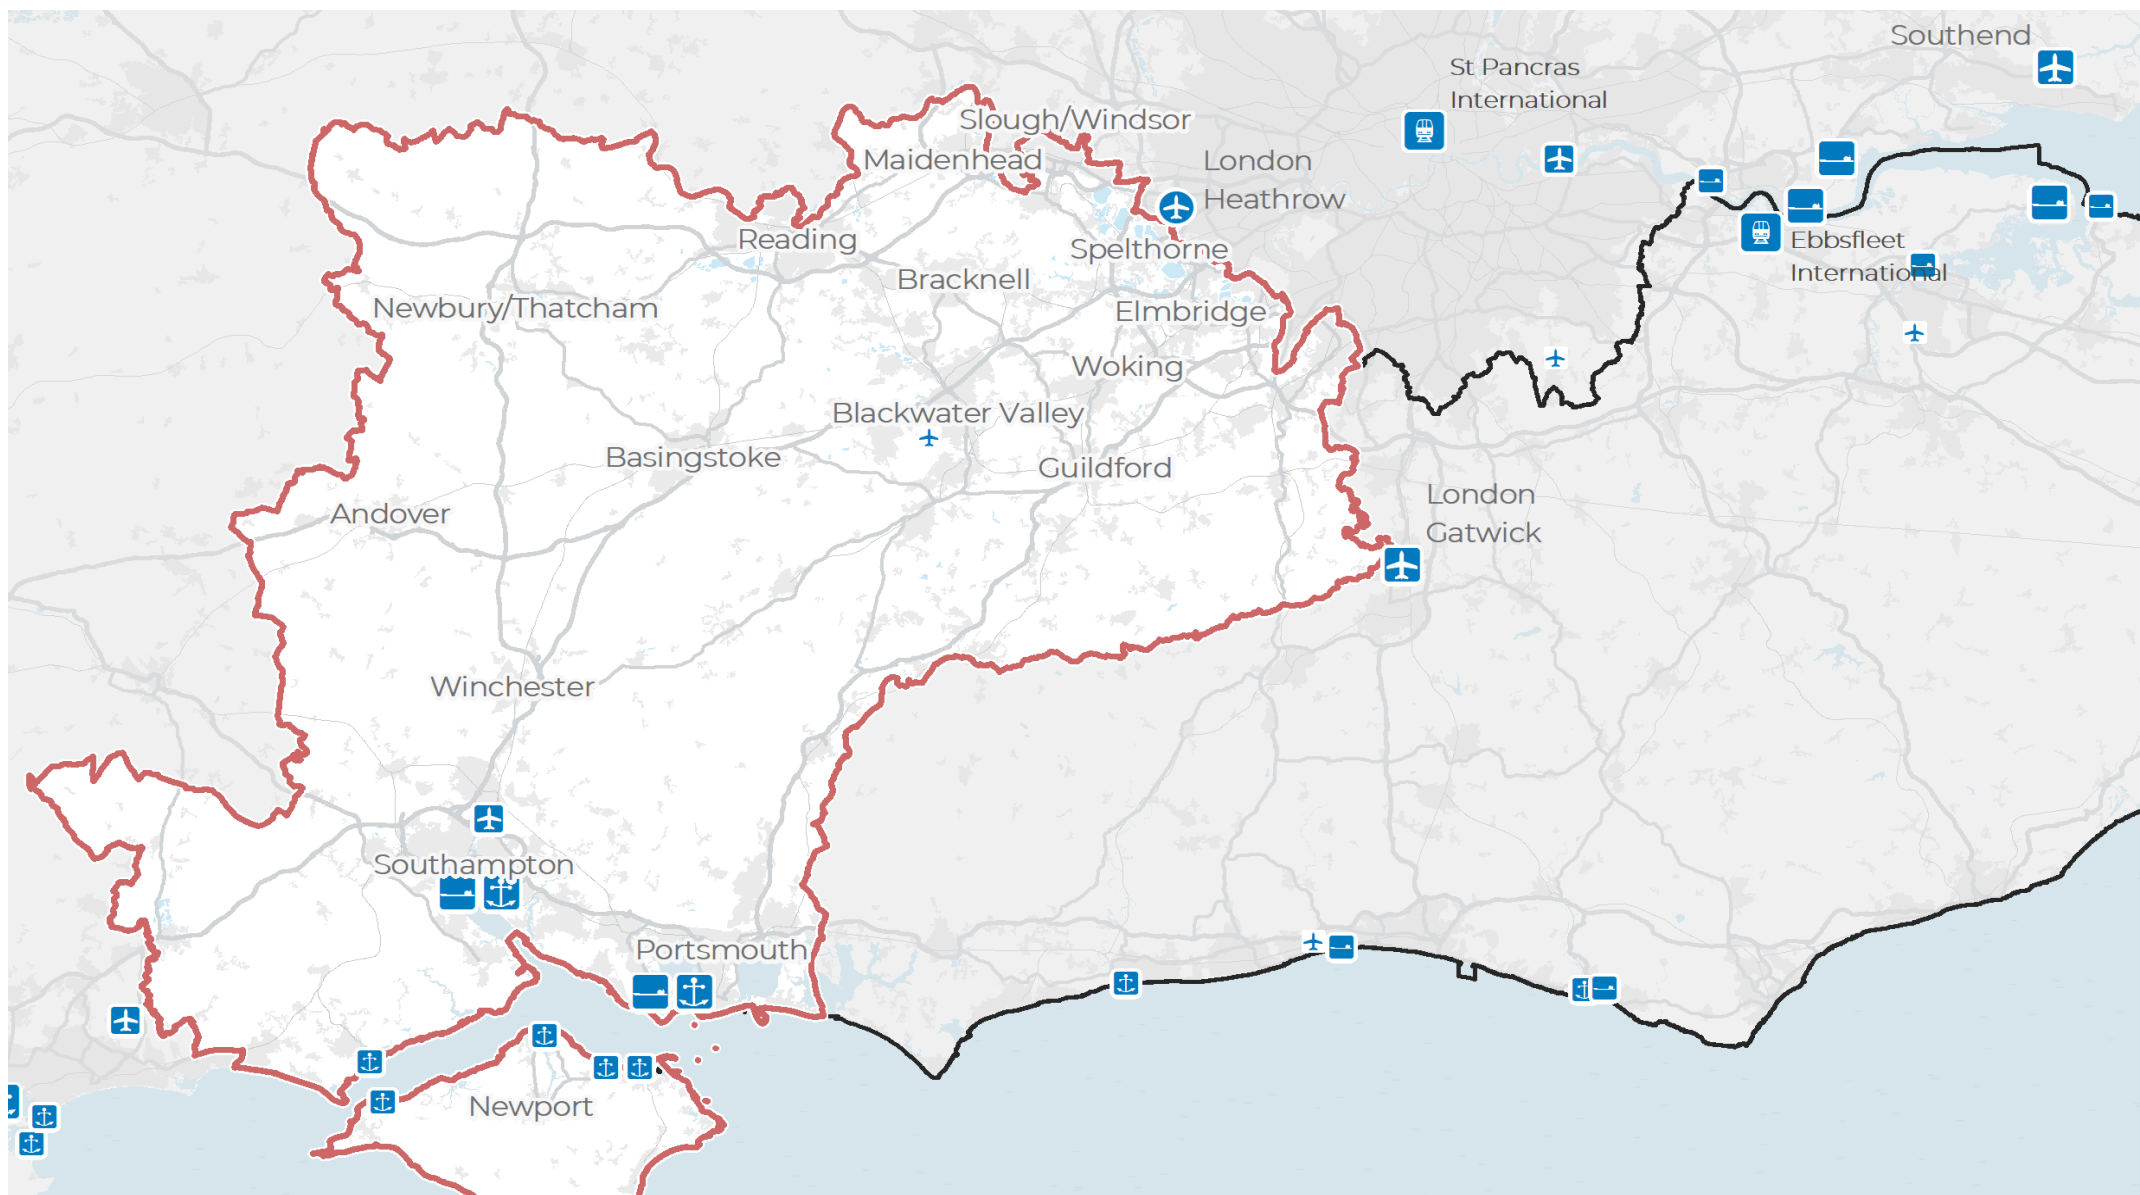 Southend
St Pancras
International
Slough/Windsor
Maidenhead
London
Heathrow
Reading
Spelthorne
Ebbsfleet
International
Bracknell
Newbury/Thatcham
Elmbridge
Woking
Blackwater Valley
Basingstoke
Guildford
London
Gatwick
Andover
Winchester
Southampton
Portsmouth
Newport